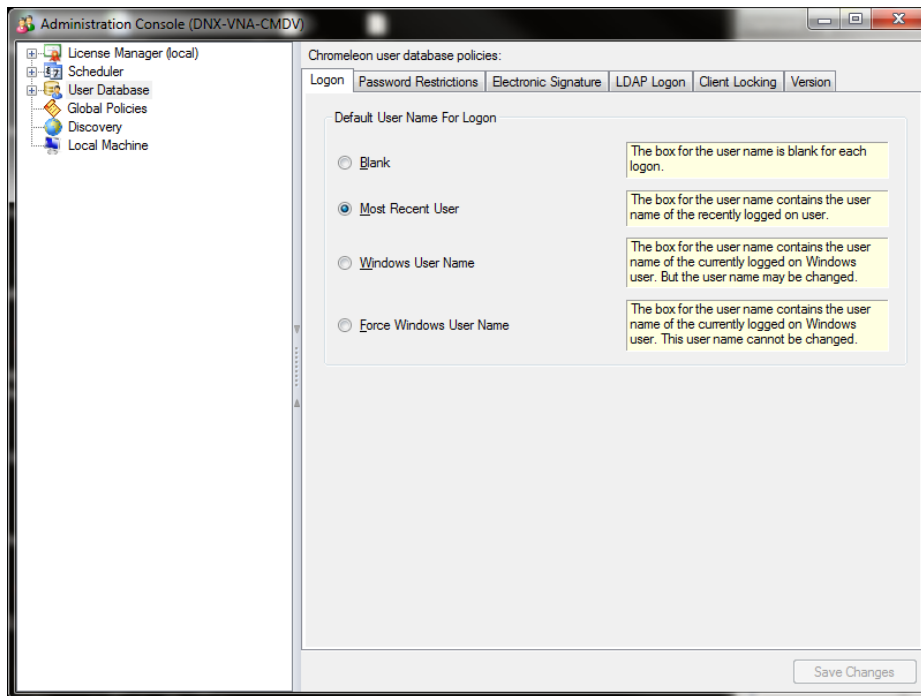 Administration Console (DNX-VNA-CMDV)
License Manager (local)
Scheduler
User Database
Global Policies
Discovery
Local Machine
Chromeleon user database policies:
Logon Password Restrictions Electronic Signature LDAP Logon Client Locking Version
Default User Name For Logon
Blank
The box for the user name is blank for each
logon.
Most Recent User
The box for the user name contains the user
name of the recently logged on user.
Windows User Name
The box for the user name contains the user
name of the currently logged on Windows
user. But the user name may be changed.
Force Windows User Name
The box for the user name contains the user
name of the currently logged on Windows
user. This user name cannot be changed.
Save Changes